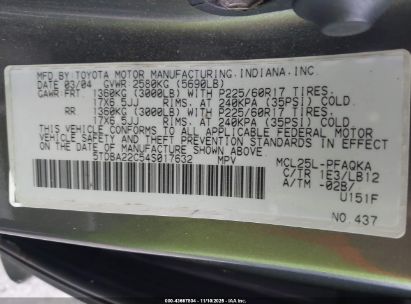 MFD.BY:TOYOTA MOTOR MANUFACTURING,INDIANA,INC.
DATE: 03/04 GVWR 2580KG (5690LB)
GAWR:FRT 1360KG (3000LB) WITH P225/60R17 TIRES,
17X6.5JJ RIMS, AT 240KPA (35PSI) COLD
RR 1360KG (3000LB) WITH P225/60R17 TIRES,
17X6.5JJ RIMS, AT 240KPA (35PSI) COLD
THIS VEHICLE CONFORMS TO ALL APPLICABLE FEDERAL MOTOR
VEHICLE SAFETY STANDARDS IN EFFECT ON THE
DATE OF MANUFACTURE SHOWN ABOVE.
5TDBA22C54S017632 MPV
MCL25L-PFAQKA
C/TR 1E3/LB12
A/TM -02B/
U151F
NO. 437